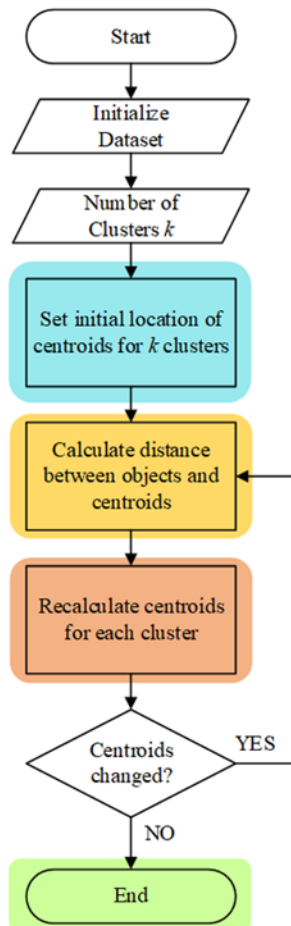 Start
Initialize
Dataset
Number of
Clusters k
Set initial location of
centroids for k clusters
Calculate distance
between objects and
centroids
Recalculate centroids
for each cluster
Centroids
changed?
YES
NO
End